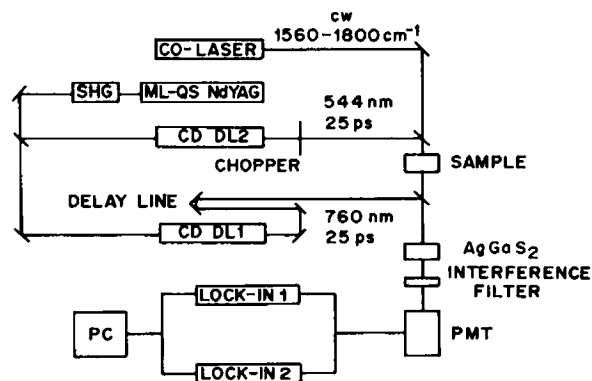 cw
1560-1800 cm⁻¹
CO-LASER
SHG
ML-QS NdYAG
544 nm
25 ps
CD DL2
CHOPPER
SAMPLE
DELAY LINE
760 nm
25 ps
CD DL1
AgGaS₂
INTERFERENCE
FILTER
LOCK-IN 1
PC
PMT
LOCK-IN 2